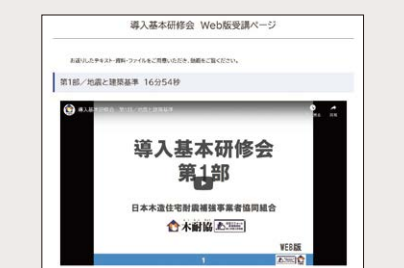 導入基本研修会 Web版受講ページ
お送りしたテキスト・資料・ファイルをご用意いただき、動画をご覧ください。
第1部／地震と建築基準 16分54秒
導入基本研修会 第1部／地震と建築基準
共有
導入基本研修会
第1部
日本木造住宅耐震補強事業者協同組合
木耐協
WEB版
1